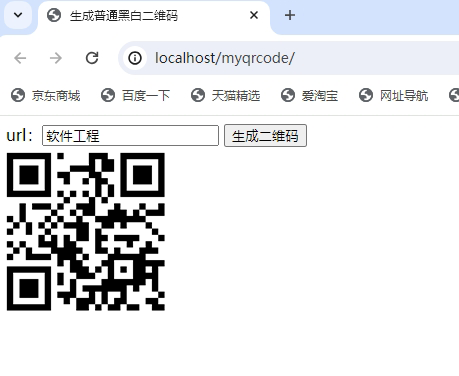 生成普通黑白二维码
localhost/myqrcode/
京东商城 百度一下 天猫精选 爱淘宝 网址导航
url: 软件工程 生成二维码